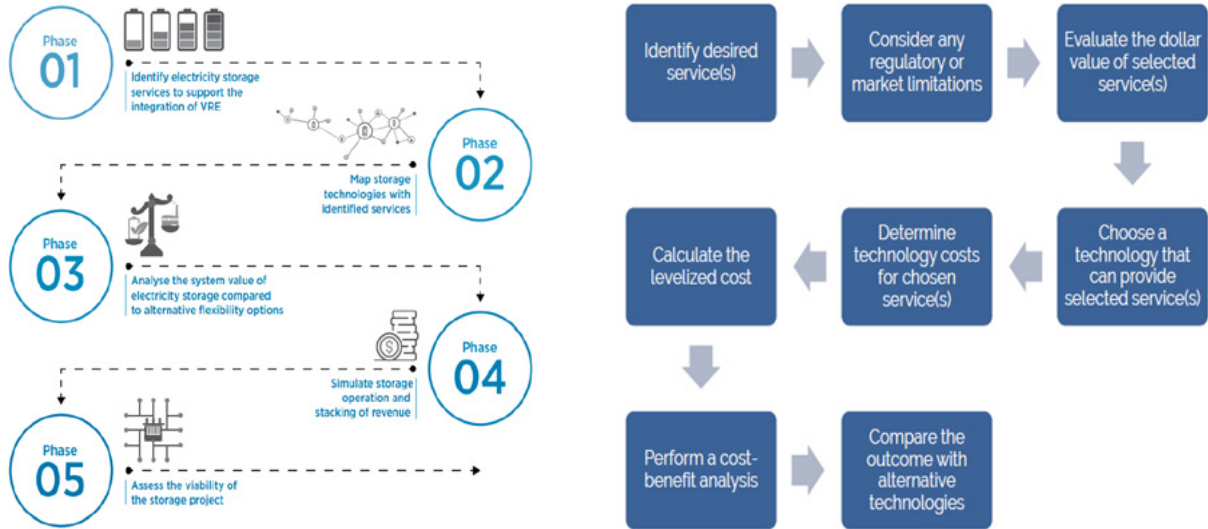 Phase
01
Identify electricity storage
services to support the
integration of VRE
Phase
02
Map storage
technologies with
identified services
Phase
03
Analyse the system value of
electricity storage compared
to alternative flexibility options
Phase
04
Simulate storage
operation and
stacking of revenue
Phase
05
Assess the viability of
the storage project
Identify desired
service(s)
Consider any
regulatory or
market limitations
Evaluate the dollar
value of selected
service(s)
Choose a
technology that
can provide
selected service(s)
Determine
technology costs
for chosen
service(s)
Calculate the
levelized cost
Perform a cost-
benefit analysis
Compare the
outcome with
alternative
technologies